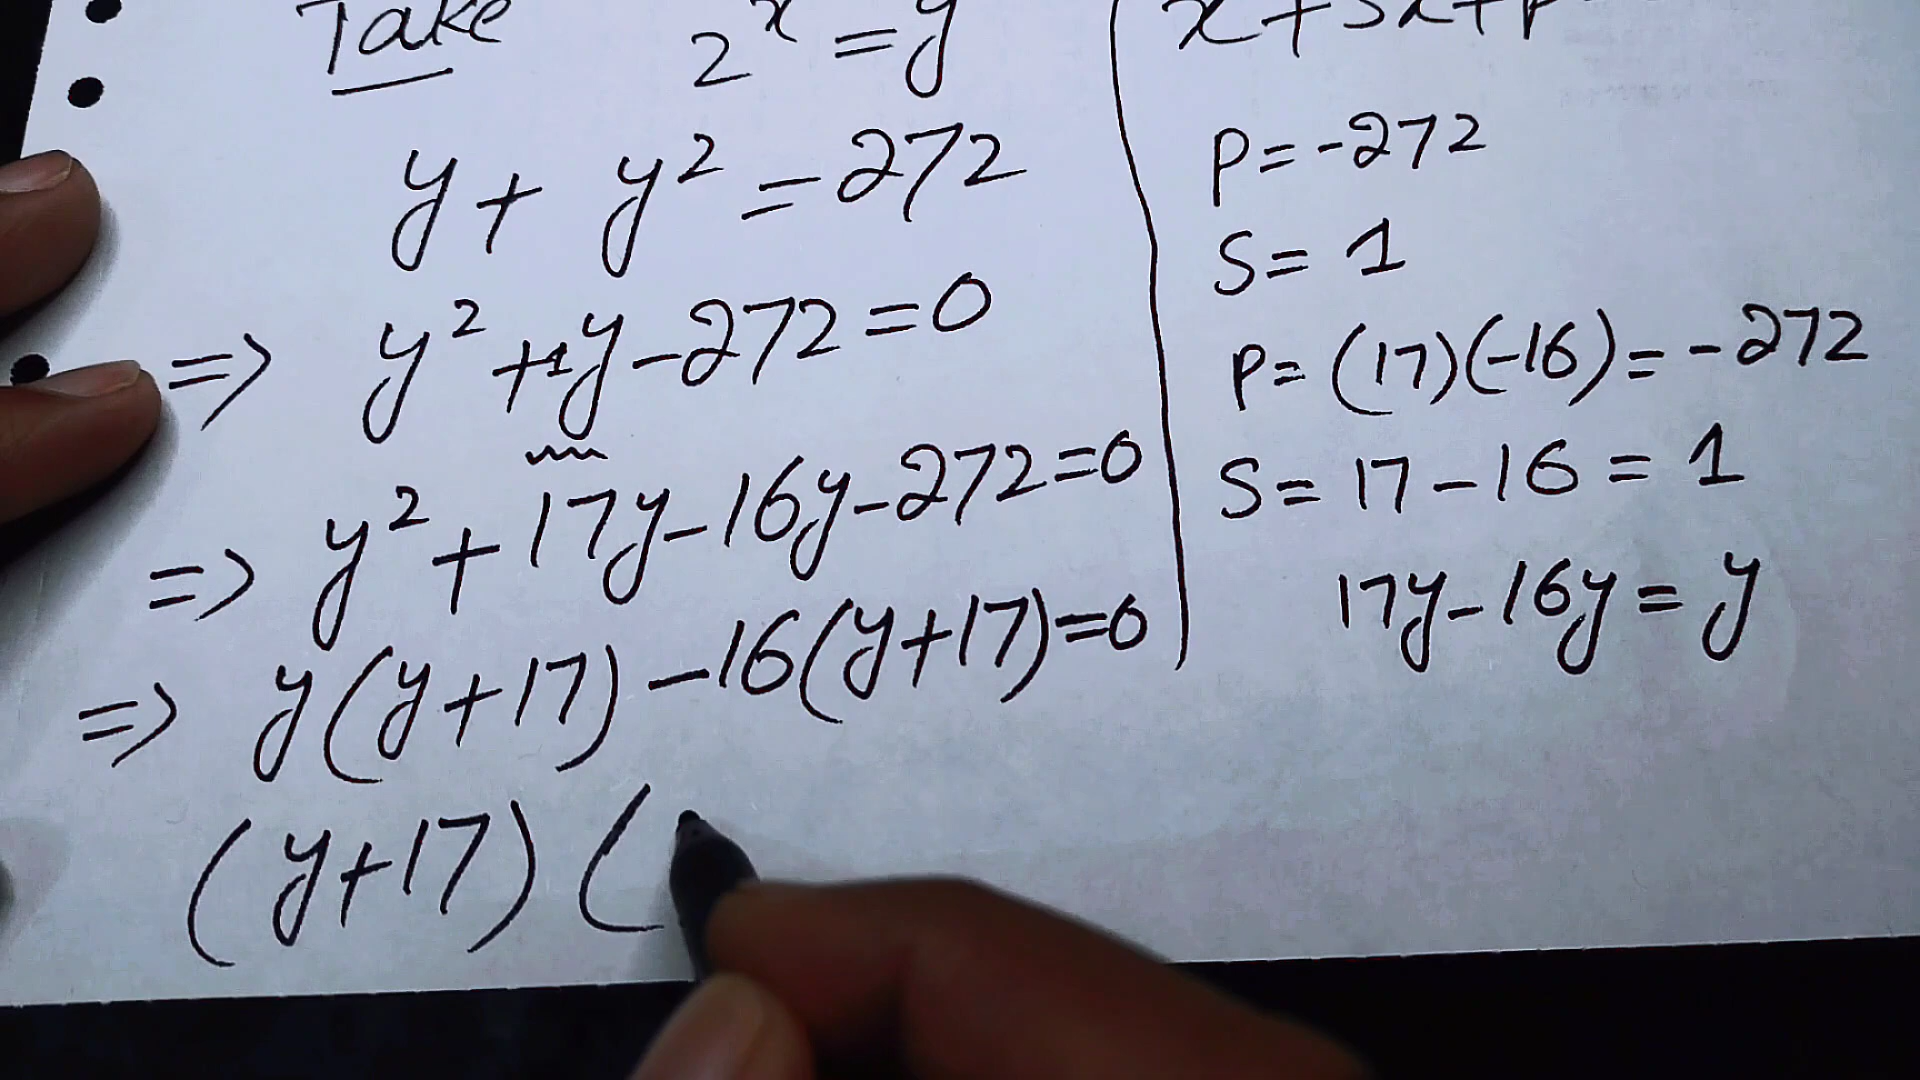 Take 2^x = y
y + y² = 272
=> y² + 1y - 272 = 0
=> y² + 17y - 16y - 272 = 0
=> y(y+17) - 16(y+17) = 0
(y+17)(
x + Sx + P
P = -272
S = 1
P = (17)(-16) = -272
S = 17 - 16 = 1
17y - 16y = y